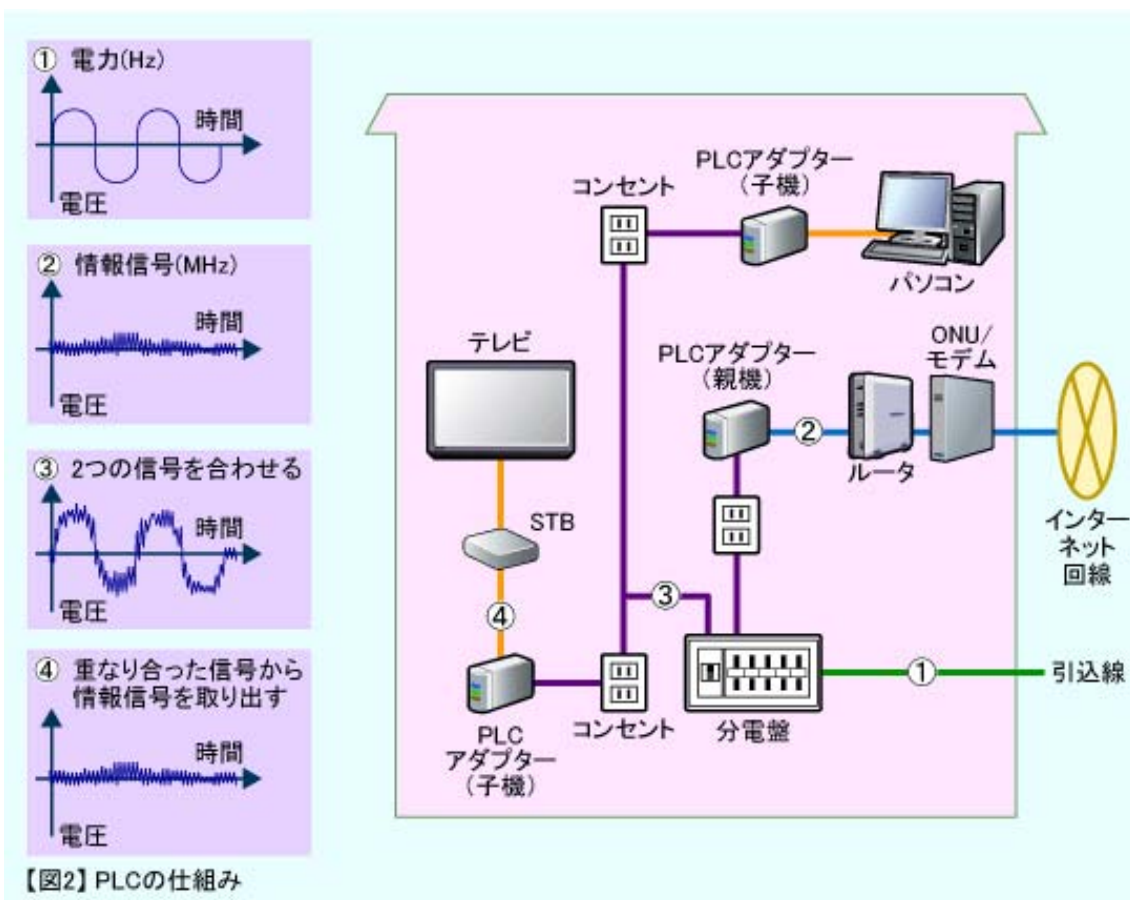 ① 電力(Hz)
時間
電圧
② 情報信号(MHz)
時間
電圧
③ 2つの信号を合わせる
時間
電圧
④ 重なり合った信号から
情報信号を取り出す
時間
電圧
【図2】PLCの仕組み
コンセント
PLCアダプター
(子機)
パソコン
テレビ
PLCアダプター
(親機)
ONU/
モデム
②
ルータ
STB
インター
ネット
回線
③
④
①
引込線
PLC
アダプター
(子機)
コンセント
分電盤